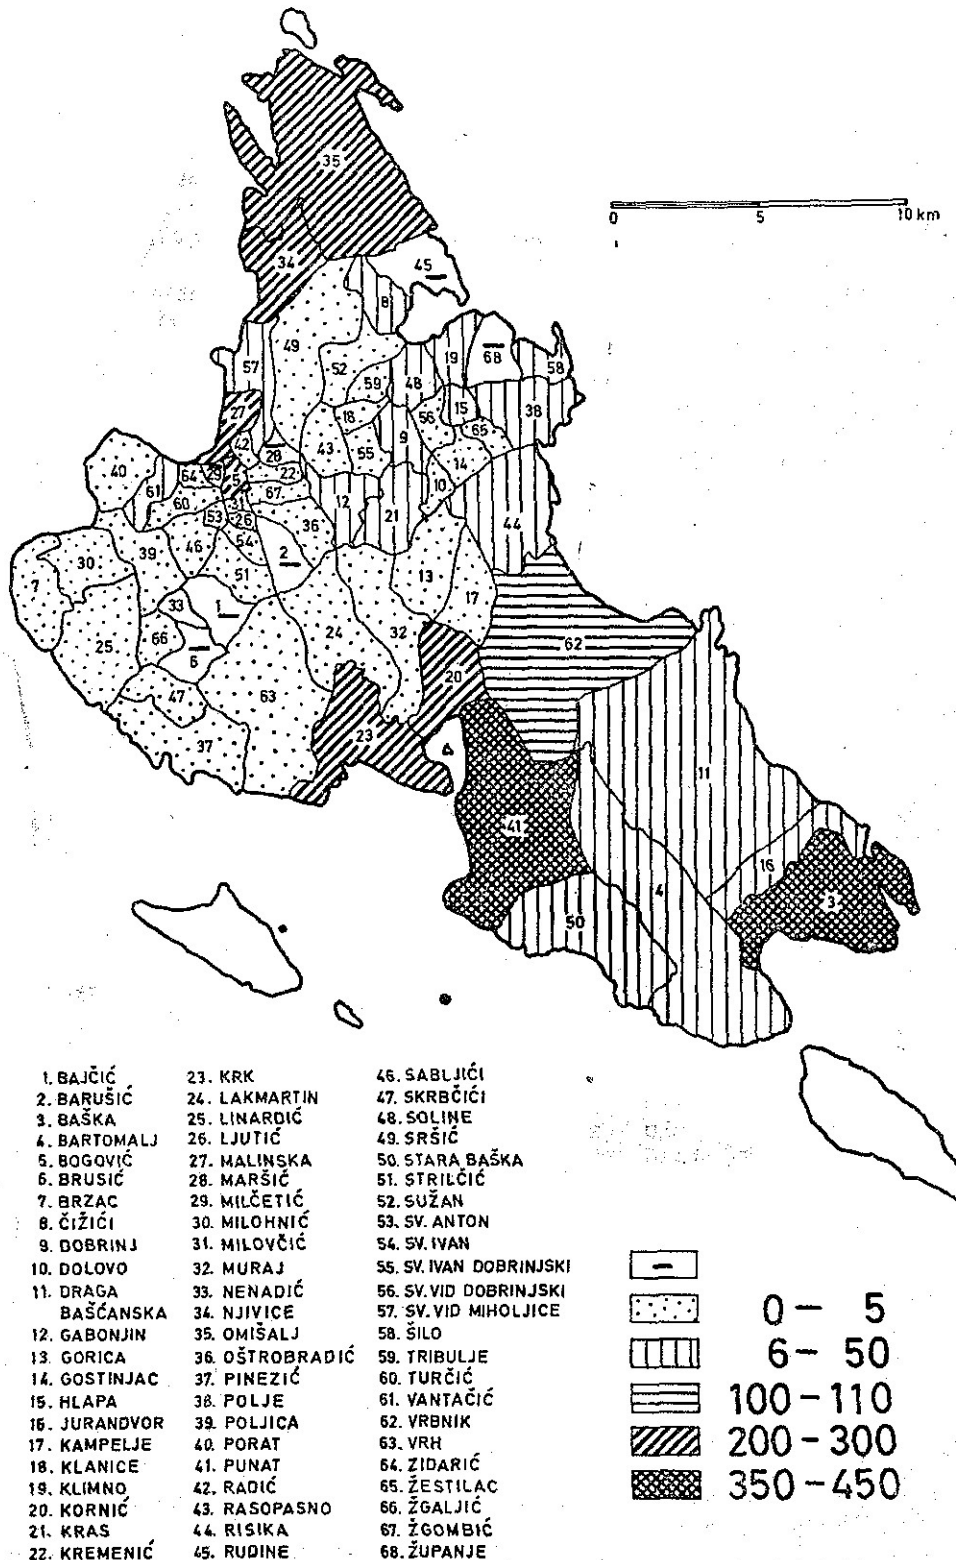 35
0 5 10 km
45
34
8
49
19
68
57
52
58
59
48
27
18
56
15
38
42
43
9
65
28
55
14
40
64
29
5
22
61
67
10
60
31
12
21
44
53
26
36
30
39
46
54
2
7
51
13
17
33
1
25
66
24
32
62
6
47
63
20
37
23
11
41
16
4
3
50
1. BAJČIĆ
2. BARUŠIĆ
3. BAŠKA
4. BARTOMALJ
5. BOGOVIĆ
6. BRUSIĆ
7. BRZAC
8. ČIŽIĆI
9. DOBRINJ
10. DOLOVO
11. DRAGA
BAŠĆANSKA
12. GABONJIN
13. GORICA
14. GOSTINJAC
15. HLAPA
16. JURANDVOR
17. KAMPELJE
18. KLANICE
19. KLIMNO
20. KORNIĆ
21. KRAS
22. KREMENIĆ
23. KRK
24. LAKMARTIN
25. LINARDIĆ
26. LJUTIĆ
27. MALINSKA
28. MARŠIĆ
29. MILČETIĆ
30. MILOHNIĆ
31. MILOVČIĆ
32. MURAJ
33. NENADIĆ
34. NJIVICE
35. OMIŠALJ
36. OŠTROBRADIĆ
37. PINEZIĆ
38. POLJE
39. POLJICA
40. PORAT
41. PUNAT
42. RADIĆ
43. RASOPASNO
44. RISIKA
45. RUDINE
46. SABLJIĆI
47. SKRBČIĆI
48. SOLINE
49. SRŠIĆ
50. STARA BAŠKA
51. STRILČIĆ
52. SUŽAN
53. SV. ANTON
54. SV. IVAN
55. SV. IVAN DOBRINJSKI
56. SV. VID DOBRINJSKI
57. SV. VID MIHOLJICE
58. ŠILO
59. TRIBULJE
60. TURČIĆ
61. VANTAČIĆ
62. VRBNIK
63. VRH
64. ZIDARIĆ
65. ŽESTILAC
66. ŽGALJIĆ
67. ŽGOMBIĆ
68. ŽUPANJE
–
0 – 5
6 – 50
100 – 110
200 – 300
350 – 450